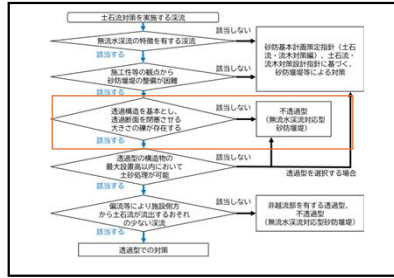 土石流対策を実施する渓流
無流水渓流の特徴を有する渓流
該当しない
該当する
施工性等の観点から
砂防堰堤の整備が困難
該当しない
砂防基本計画策定指針(土石
流・流木対策編)、土石流・
流木対策設計指針に基づく、
砂防堰堤等による対策
該当する
透過構造を基本とし、
透過断面を閉塞させる
大きさの礫が存在する
該当しない
不透過型
(無流水渓流対応型
砂防堰堤)
該当する
透過型の構造物の
最大設置高以内において
土砂処理が可能
該当しない
透過型を選択する場合
該当する
偏流等により施設側方
から土石流が流出するおそれ
の少ない渓流
該当しない
非越流部を有する透過型、
不透過型
(無流水渓流対応型砂防堰堤)
該当する
透過型での対策